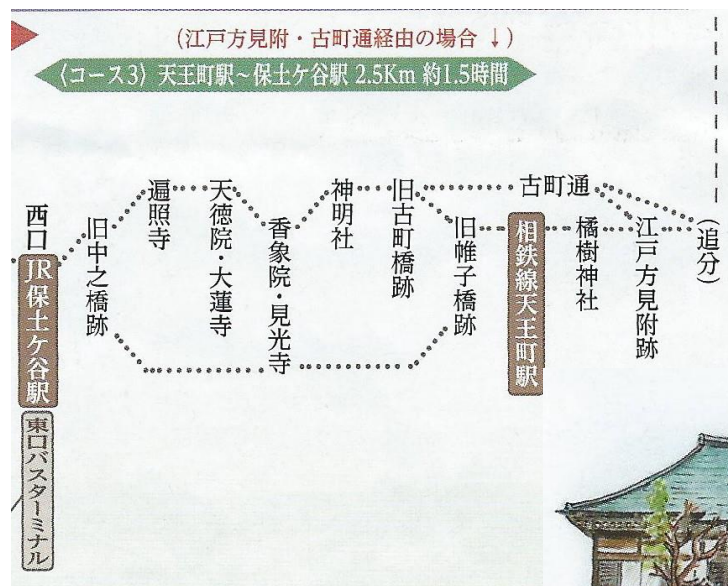 (江戸方見附・古町通経由の場合 ↓)
〈コース3〉 天王町駅~保土ケ谷駅 2.5Km 約1.5時間
(追分)
江戸方見附跡
橘樹神社
古町通
相鉄線天王町駅
旧帷子橋跡
旧古町橋跡
神明社
香象院・見光寺
天徳院・大蓮寺
遍照寺
旧中之橋跡
西口
JR保土ケ谷駅
東口バスターミナル